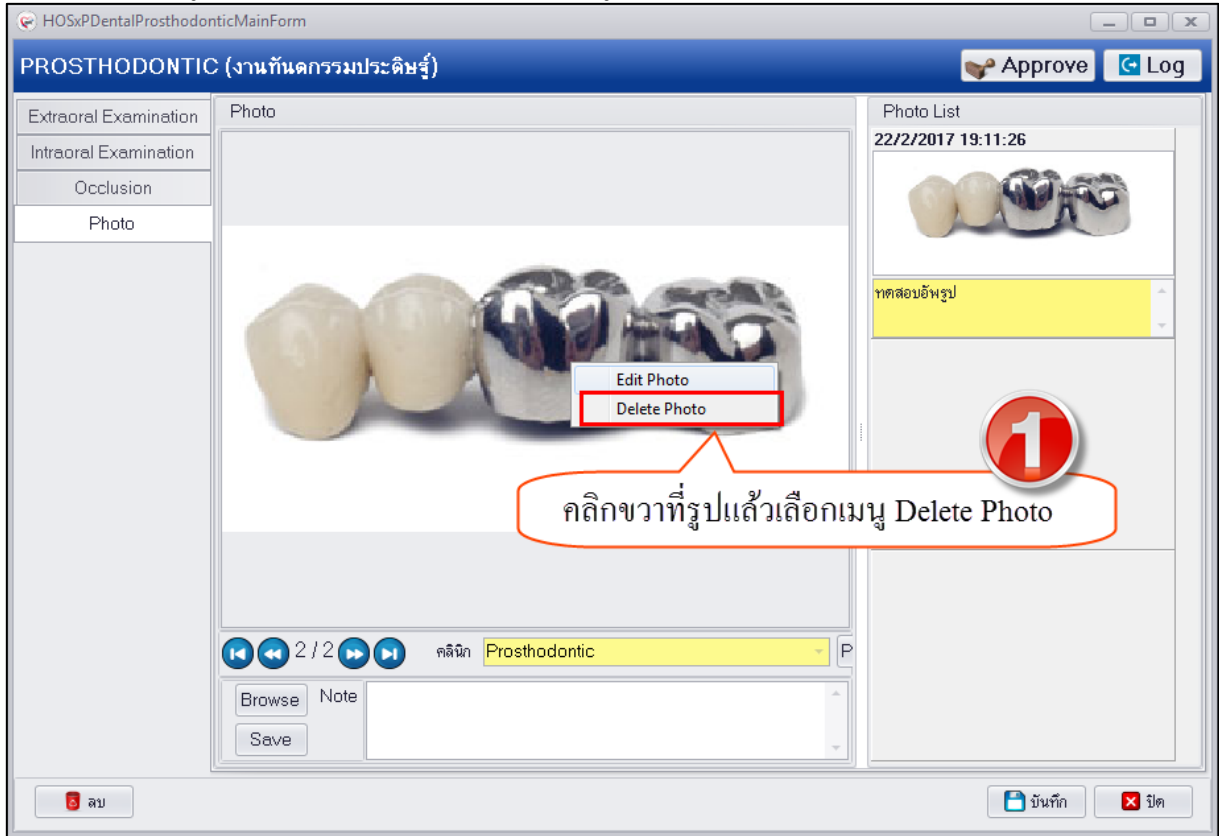 HOSxPDentalProsthodonticMainForm
PROSTHODONTIC (งานทันตกรรมประดิษฐ์)
Approve
Log
Extraoral Examination
Intraoral Examination
Occlusion
Photo
Photo
Photo List
22/2/2017 19:11:26
ทดสอบอัพรูป
Edit Photo
Delete Photo
1
คลิกขวาที่รูปแล้วเลือกเมนู Delete Photo
2 / 2
คลินิก
Prosthodontic
P
Browse
Note
Save
ลบ
บันทึก
ปิด